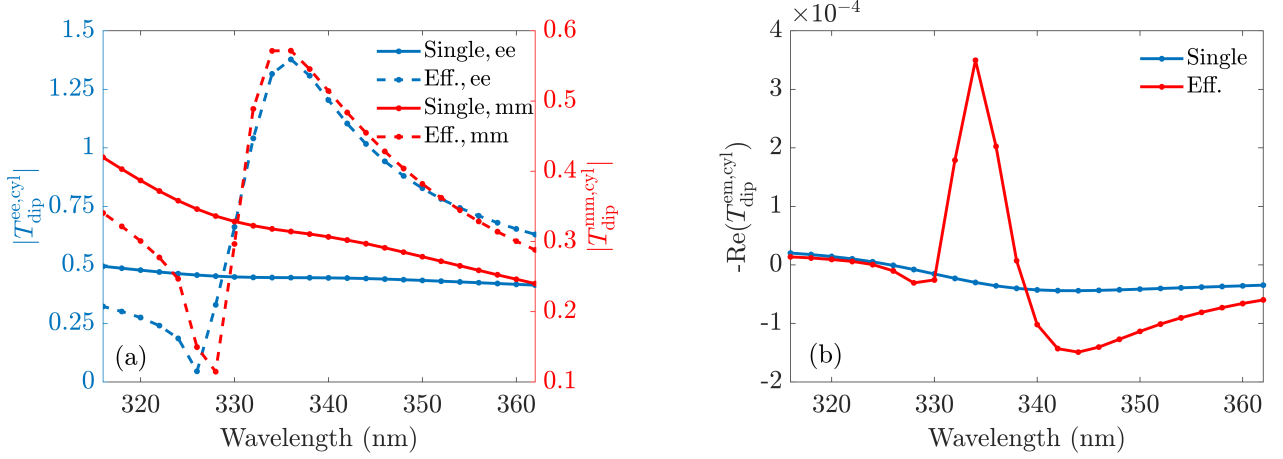 1.5
1.25
1
0.75
0.5
0.25
0
|T_dip^ee,cyl|
0.6
0.5
0.4
0.3
0.2
0.1
|T_dip^mm,cyl|
Single, ee
Eff., ee
Single, mm
Eff., mm
(a)
320 330 340 350 360
Wavelength (nm)
×10⁻⁴
4
3
2
1
0
-1
-2
-Re(T_dip^em,cyl)
Single
Eff.
(b)
320 330 340 350 360
Wavelength (nm)